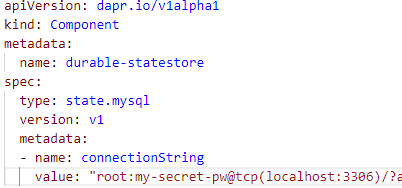 apiVersion: dapr.io/v1alpha1
kind: Component
metadata:
  name: durable-statestore
spec:
  type: state.mysql
  version: v1
  metadata:
  - name: connectionString
    value: "root:my-secret-pw@tcp(localhost:3306)/?a